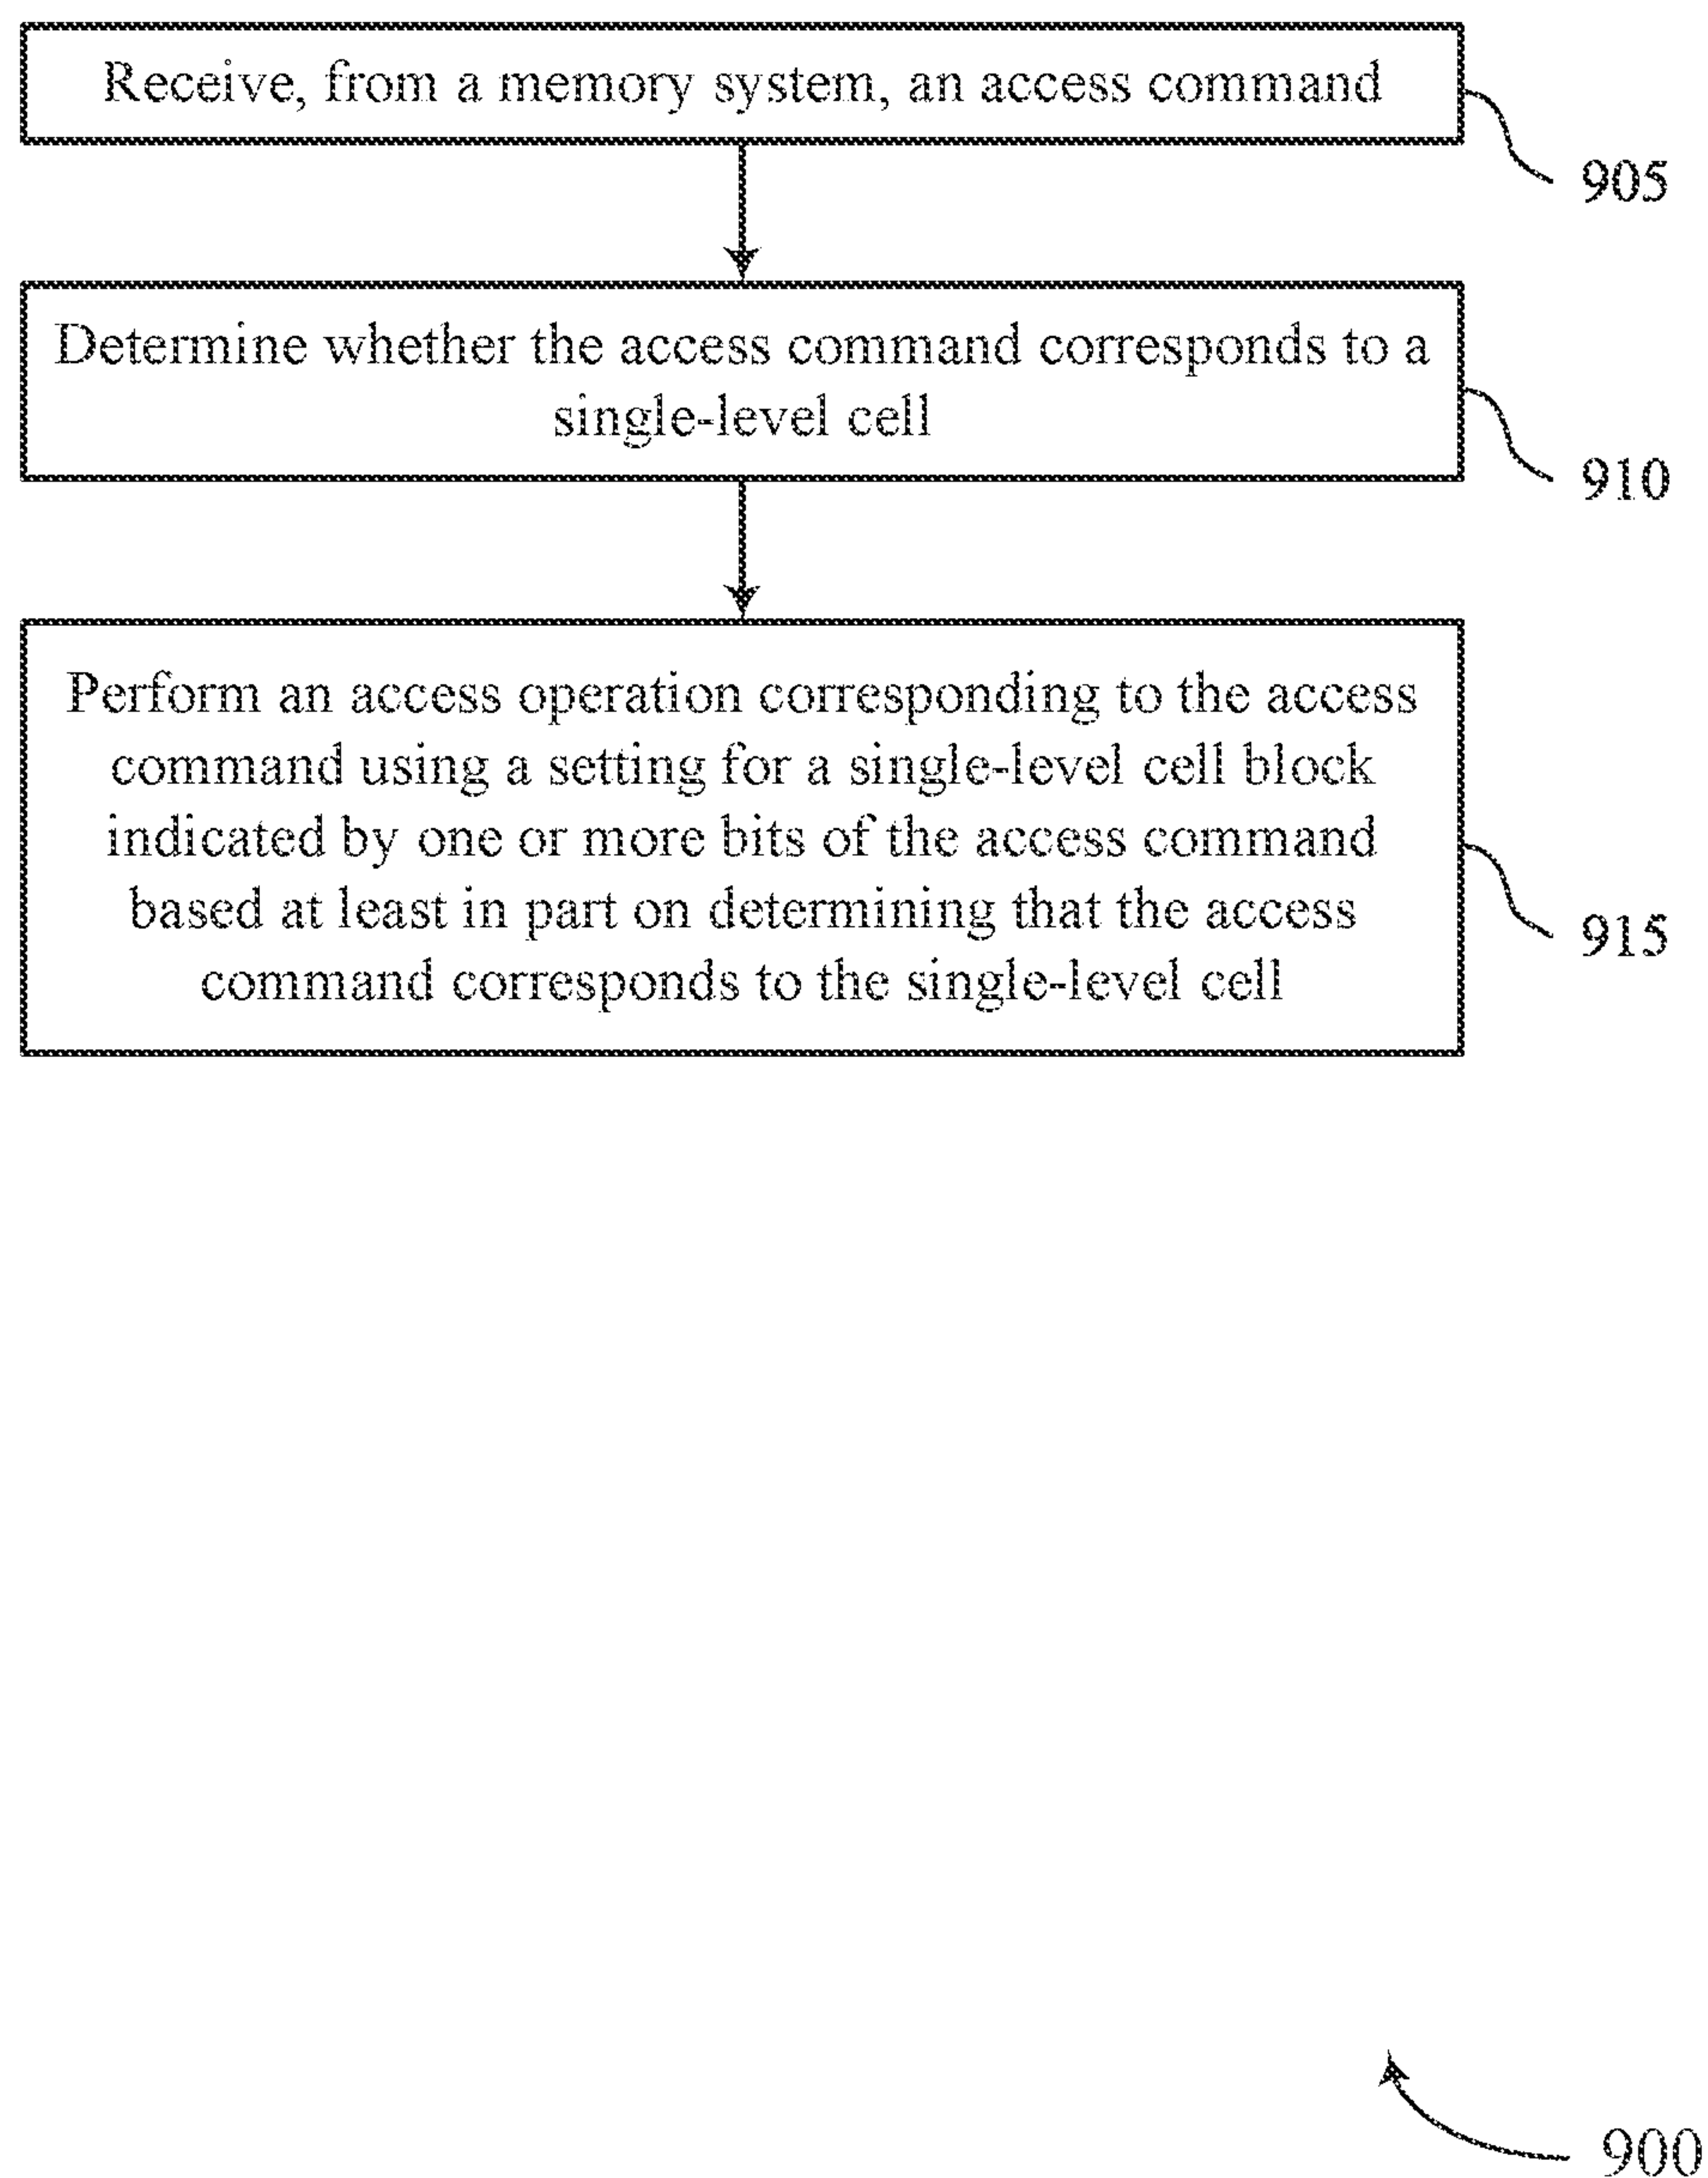 Receive, from a memory system, an access command
905
Determine whether the access command corresponds to a
single-level cell
910
Perform an access operation corresponding to the access
command using a setting for a single-level cell block
indicated by one or more bits of the access command
based at least in part on determining that the access
command corresponds to the single-level cell
915
900